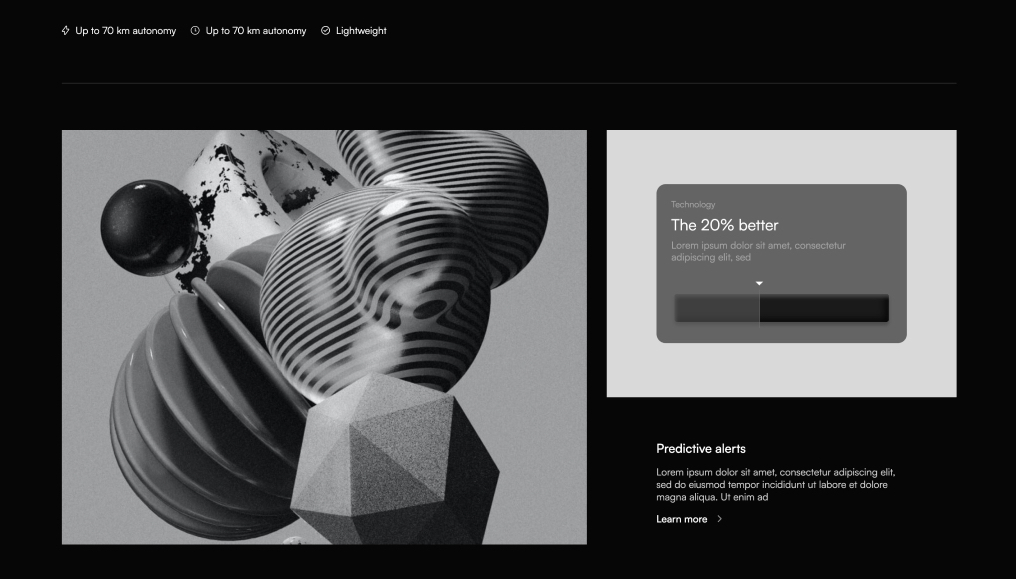 Up to 70 km autonomy
Up to 70 km autonomy
Lightweight
Technology
The 20% better
Lorem ipsum dolor sit amet, consectetur
adipiscing elit, sed
Predictive alerts
Lorem ipsum dolor sit amet, consectetur adipiscing elit,
sed do eiusmod tempor incididunt ut labore et dolore
magna aliqua. Ut enim ad
Learn more